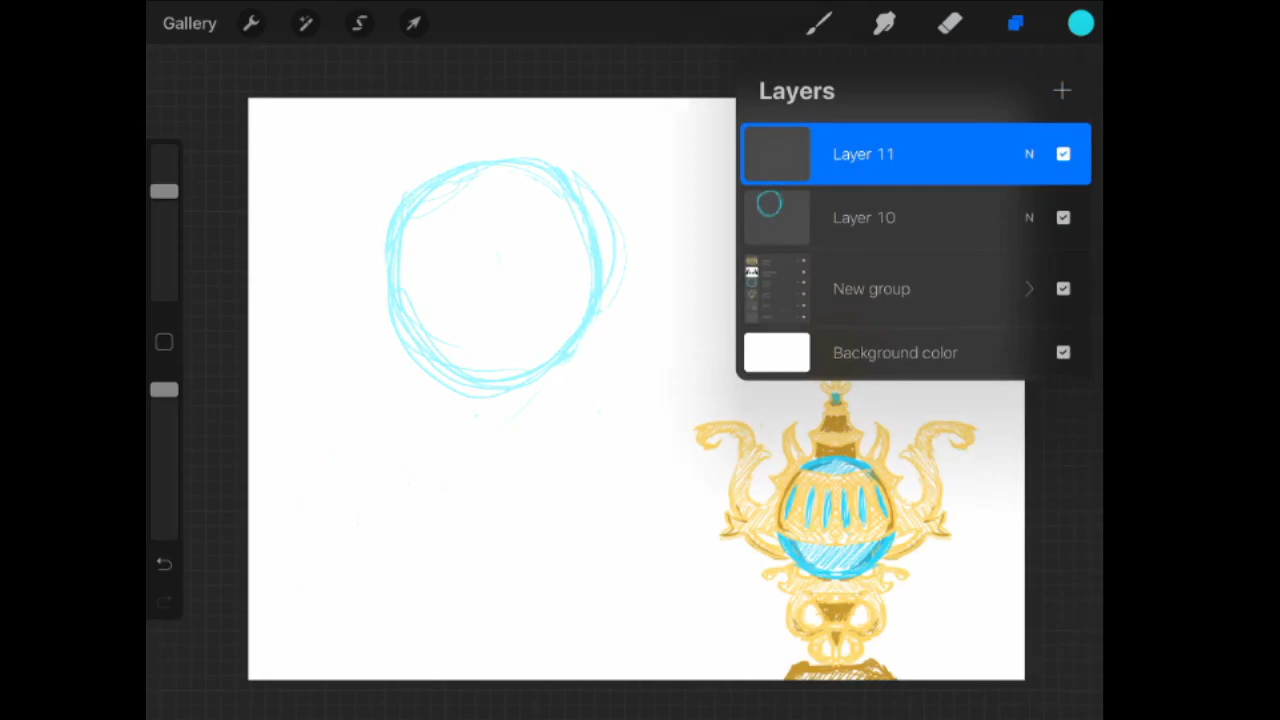 Gallery
Layers
Layer 11 N
Layer 10 N
New group
Background color